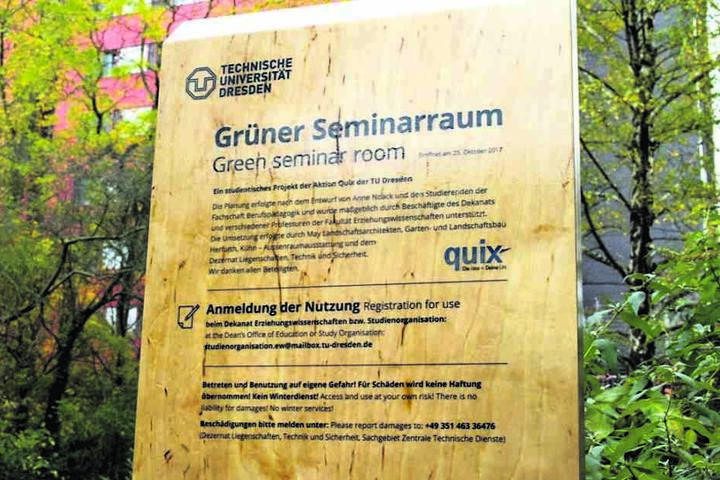 TECHNISCHE
UNIVERSITÄT
DRESDEN
Grüner Seminarraum
Green seminar room Eröffnet am 25. Oktober 2017
Ein studentisches Projekt der Aktion Quix der TU Dresden
Die Planung erfolgte nach dem Entwurf von Anne Noack und den Studierenden der
Fachschaft Berufspädagogik und wurde maßgeblich durch Beschäftigte des Dekanats
und verschiedener Professuren der Fakultät Erziehungswissenschaften unterstützt.
Die Umsetzung erfolgte durch May Landschaftsarchitekten, Garten- und Landschaftsbau
Herfurth, Kühn – Aussenraumausstattung und dem
Dezernat Liegenschaften, Technik und Sicherheit.
Wir danken allen Beteiligten.
quix
Die Idee – Deine Uni
Anmeldung der Nutzung Registration for use
beim Dekanat Erziehungswissenschaften bzw. Studienorganisation:
at the Dean's Office of Education or Study Organisation:
studienorganisation.ew@mailbox.tu-dresden.de
Betreten und Benutzung auf eigene Gefahr! Für Schäden wird keine Haftung
übernommen! Kein Winterdienst! Access and use at your own risk! There is no
liability for damages! No winter services!
Beschädigungen bitte melden unter: Please report damages to: +49 351 463 36476
(Dezernat Liegenschaften, Technik und Sicherheit, Sachgebiet Zentrale Technische Dienste)